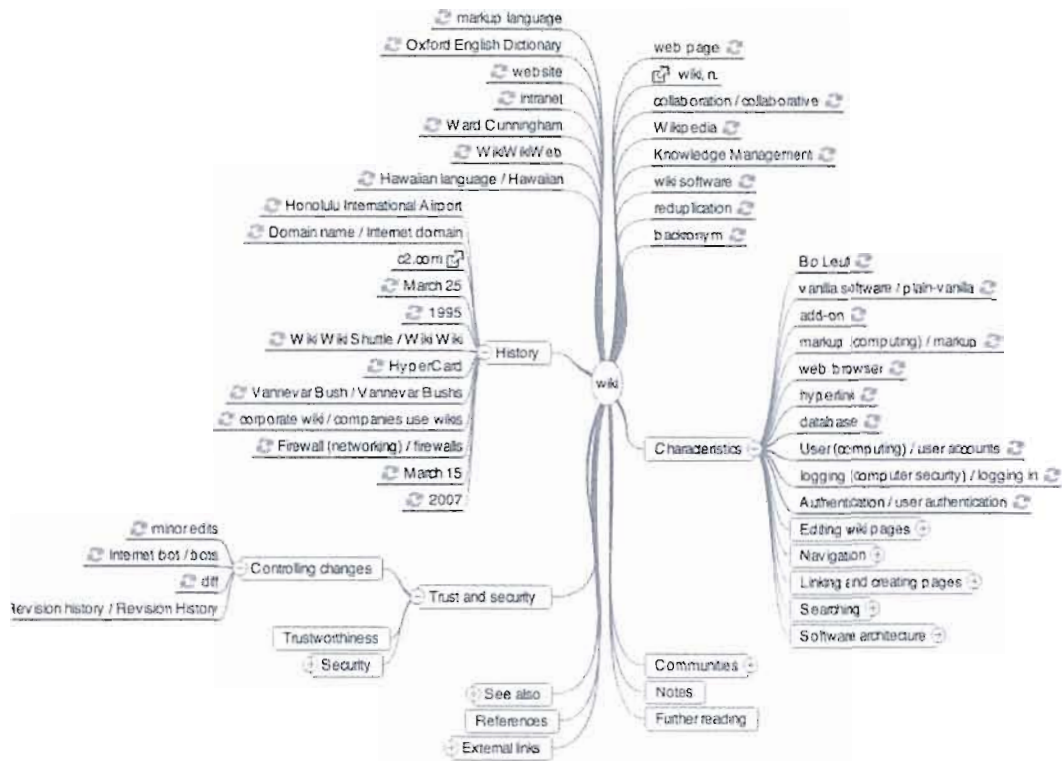 markup language
Oxford English Dictionary
website
intranet
Ward Cunningham
WikiWikiWeb
Hawaiian language / Hawaiian
web page
wiki, n.
collaboration / collaborative
Wikipedia
Knowledge Management
wiki software
reduplication
backronym
Honolulu International Airport
Domain name / Internet domain
c2.com
March 25
1995
Wiki Wiki Shuttle / Wiki Wiki
HyperCard
Vannevar Bush / Vannevar Bushs
corporate wiki / companies use wikis
Firewall (networking) / firewalls
March 15
2007
History
wiki
Characteristics
Bo Leuf
vanilla software / plain-vanilla
add-on
markup (computing) / markup
web browser
hyperlink
database
User (computing) / user accounts
logging (computer security) / logging in
Authentication / user authentication
Editing wiki pages
Navigation
Linking and creating pages
Searching
Software architecture
minor edits
Internet bot / bots
diff
Revision history / Revision History
Controlling changes
Trustworthiness
Security
Trust and security
See also
References
External links
Communities
Notes
Further reading